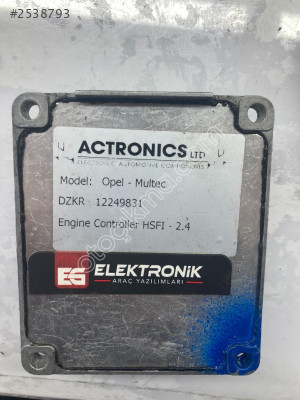 #2538793
ACTRONICS LTD
ELECTRONIC AUTOMOTIVE COMPONENTS
Model: Opel - Multec
DZKR 12249831
Engine Controller HSFI - 2.4
ES ELEKTRONİK
ARAÇ YAZILIMLARI